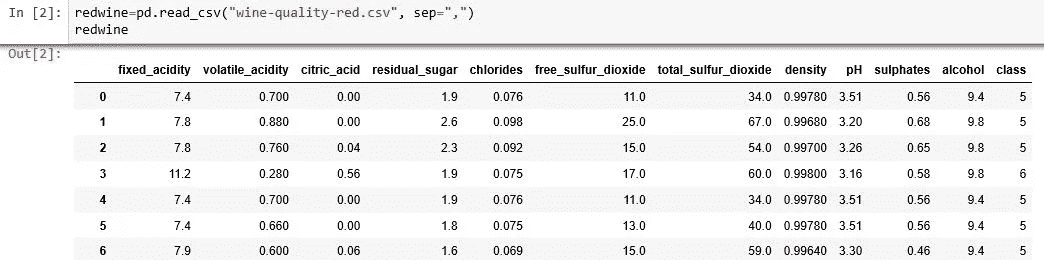 In [2]: redwine=pd.read_csv("wine-quality-red.csv", sep=",")
redwine
Out[2]:
fixed_acidity volatile_acidity citric_acid residual_sugar chlorides free_sulfur_dioxide total_sulfur_dioxide density pH sulphates alcohol class
0 7.4 0.700 0.00 1.9 0.076 11.0 34.0 0.99780 3.51 0.56 9.4 5
1 7.8 0.880 0.00 2.6 0.098 25.0 67.0 0.99680 3.20 0.68 9.8 5
2 7.8 0.760 0.04 2.3 0.092 15.0 54.0 0.99700 3.26 0.65 9.8 5
3 11.2 0.280 0.56 1.9 0.075 17.0 60.0 0.99800 3.16 0.58 9.8 6
4 7.4 0.700 0.00 1.9 0.076 11.0 34.0 0.99780 3.51 0.56 9.4 5
5 7.4 0.660 0.00 1.8 0.075 13.0 40.0 0.99780 3.51 0.56 9.4 5
6 7.9 0.600 0.06 1.6 0.069 15.0 59.0 0.99640 3.30 0.46 9.4 5